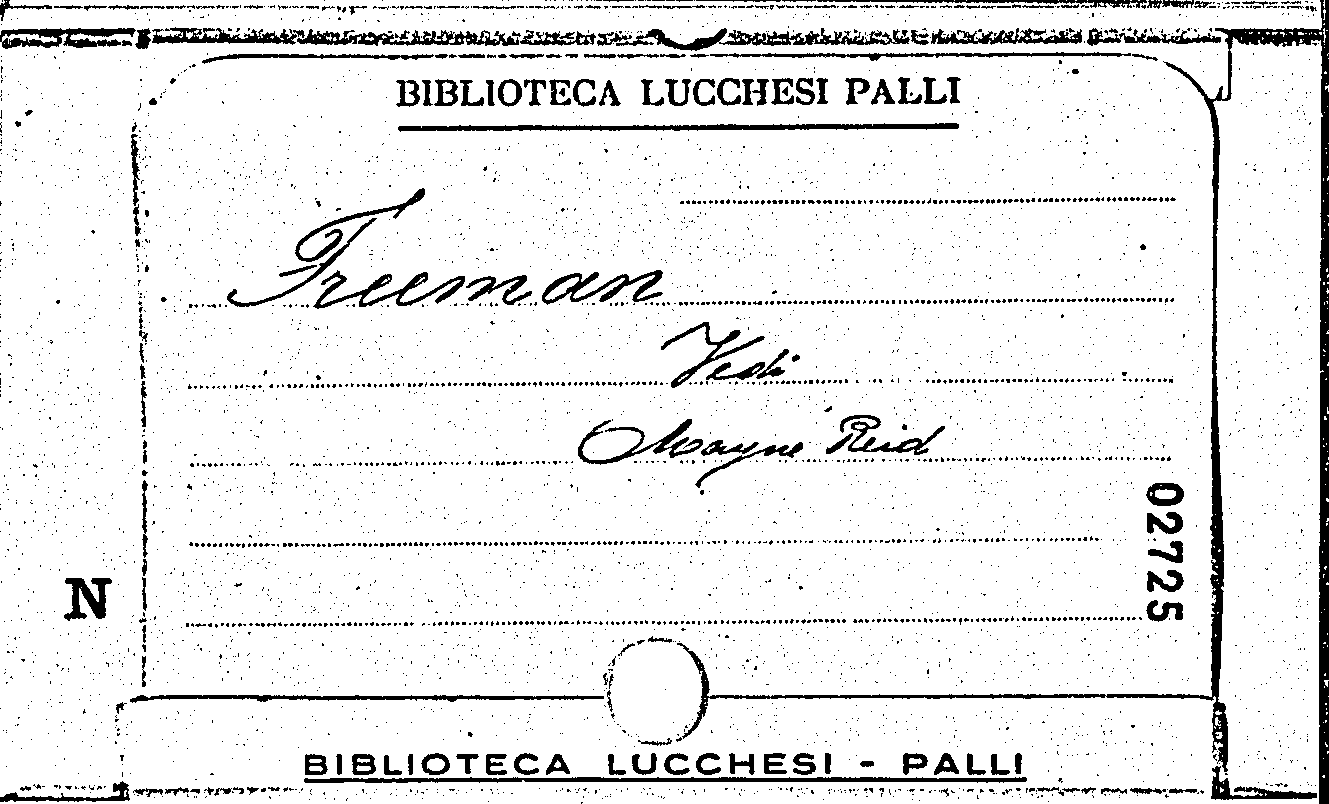 BIBLIOTECA LUCCHESI PALLI
Freeman
Vedi
Mayne Reid
02725
N
BIBLIOTECA LUCCHESI - PALLI